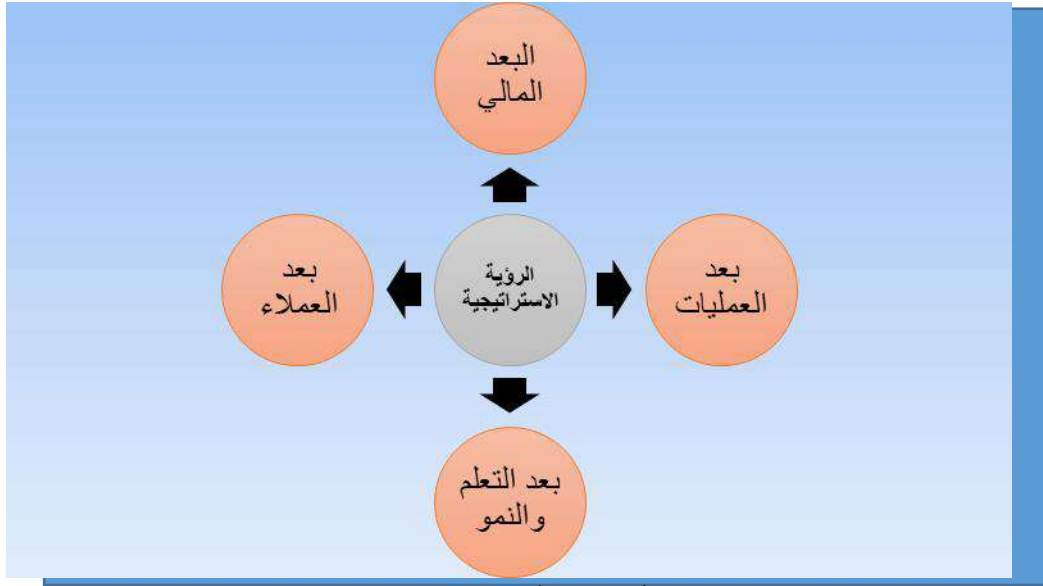 البعد
المالي
بعد
العمليات
الرؤية
الاستراتيجية
بعد
العملاء
بعد التعلم
والنمو